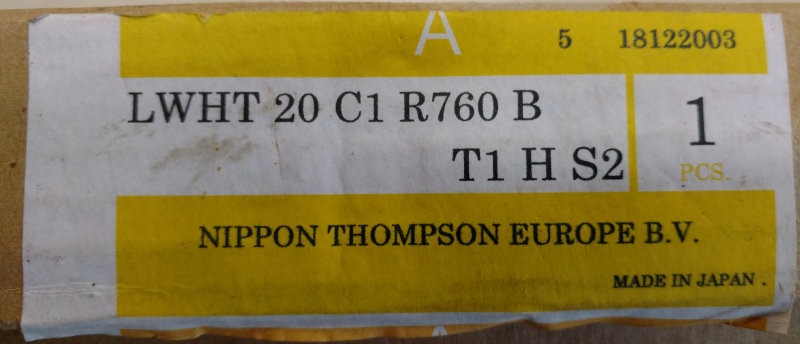 A 5 18122003
LWHT 20 C1 R760 B
T1 H S2
1
PCS.
NIPPON THOMPSON EUROPE B.V.
MADE IN JAPAN .